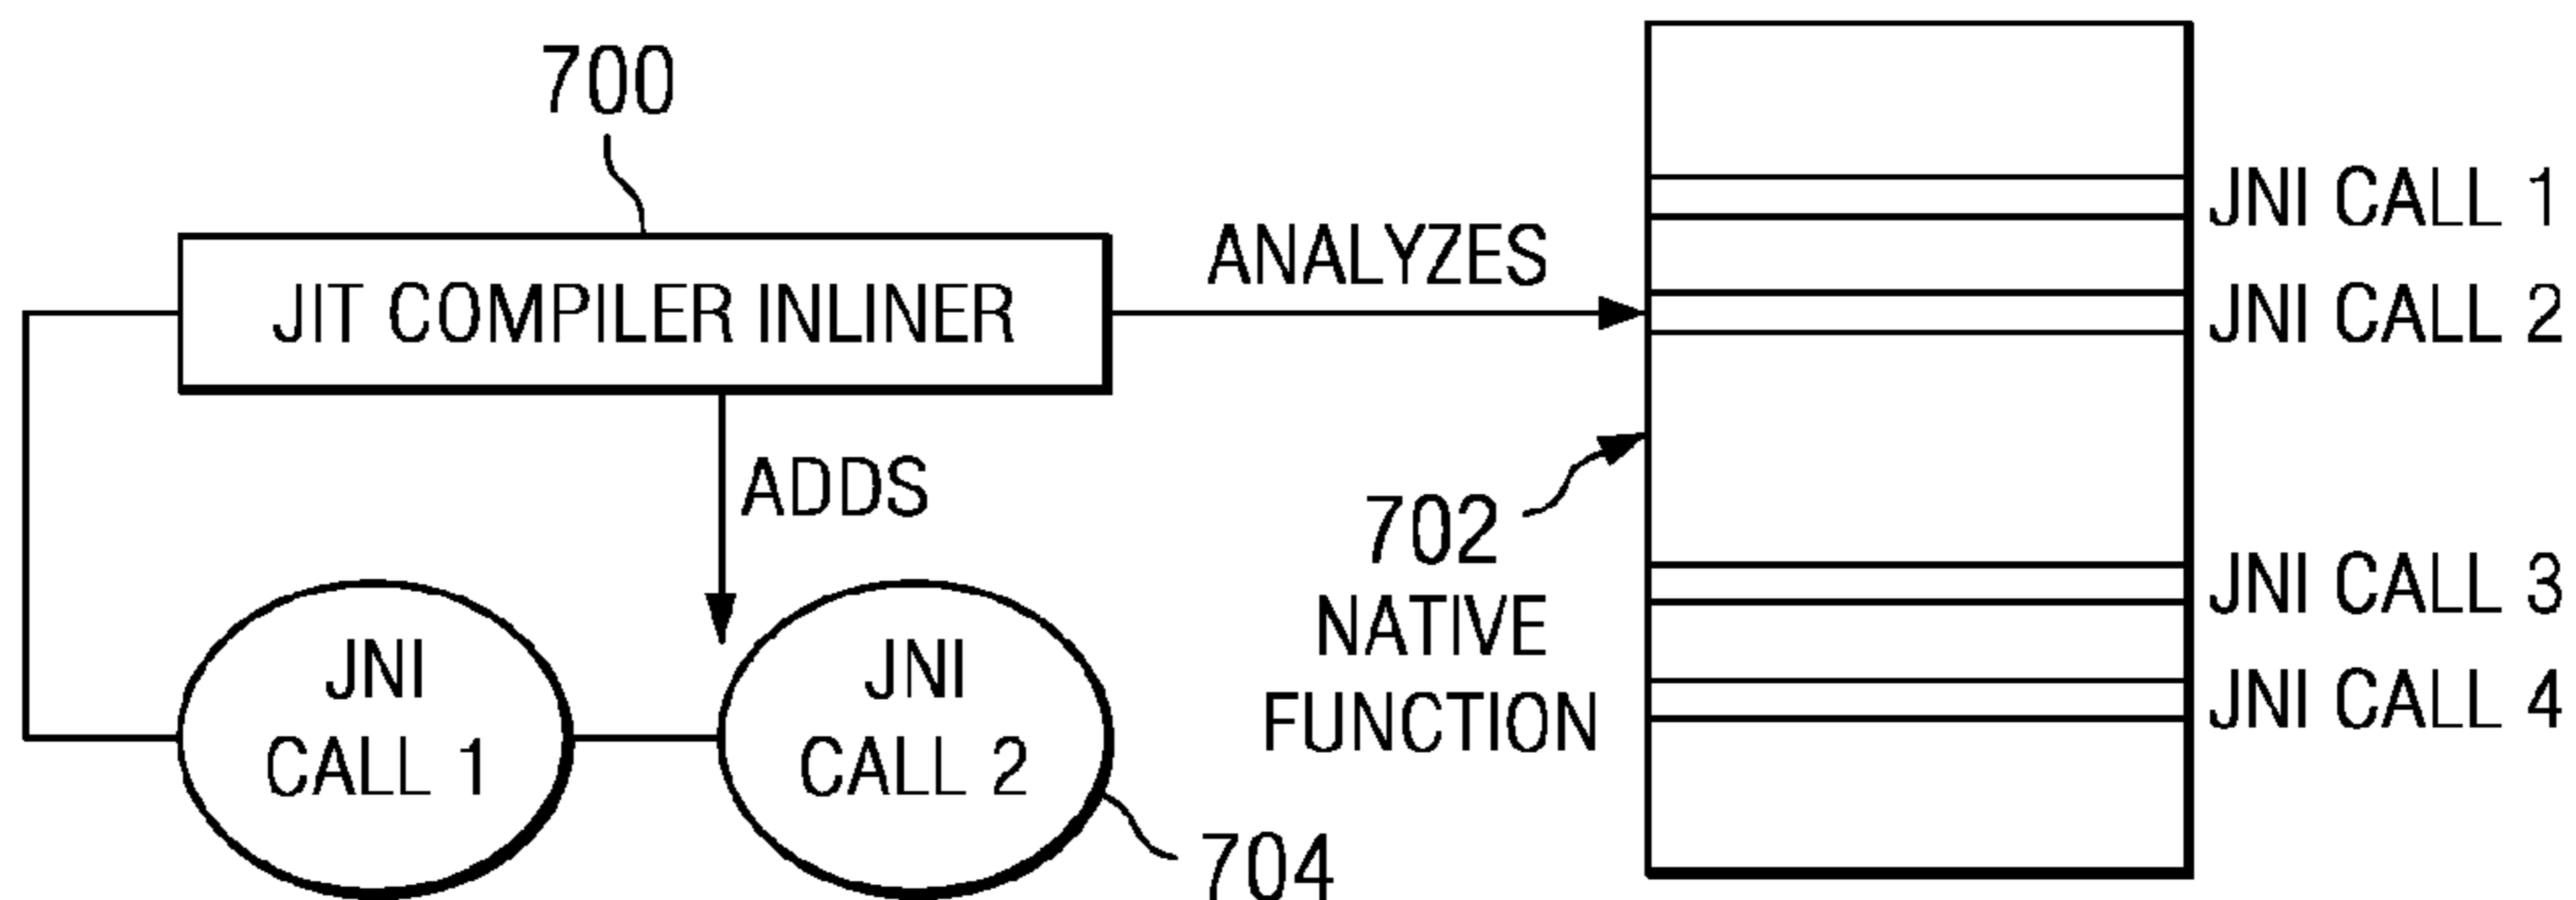 700
JIT COMPILER INLINER
ANALYZES
ADDS
JNI
CALL 1
JNI
CALL 2
704
702
NATIVE
FUNCTION
JNI CALL 1
JNI CALL 2
JNI CALL 3
JNI CALL 4